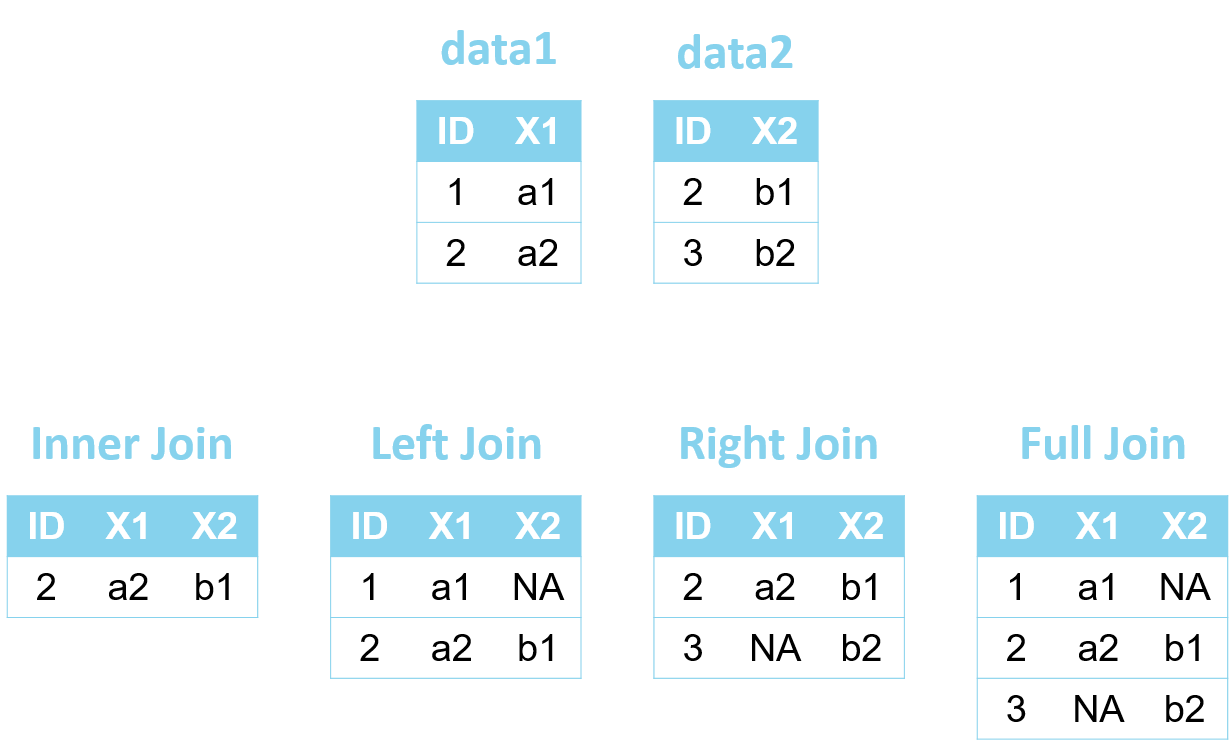 data1 data2
ID X1 ID X2
1 a1 2 b1
2 a2 3 b2
Inner Join Left Join Right Join Full Join
ID X1 X2 ID X1 X2 ID X1 X2 ID X1 X2
2 a2 b1 1 a1 NA 2 a2 b1 1 a1 NA
2 a2 b1 3 NA b2 2 a2 b1
3 NA b2